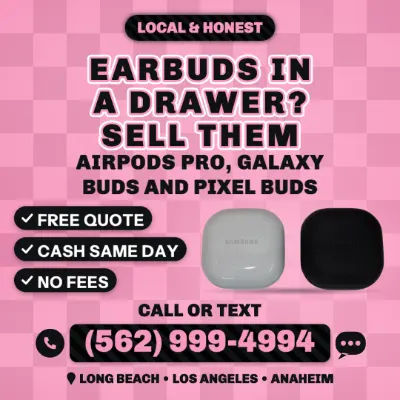 LOCAL & HONEST
EARBUDS IN
A DRAWER?
SELL THEM
AIRPODS PRO, GALAXY
BUDS AND PIXEL BUDS
FREE QUOTE
CASH SAME DAY
NO FEES
SAMSUNG
CALL OR TEXT
(562) 999-4994
LONG BEACH • LOS ANGELES • ANAHEIM